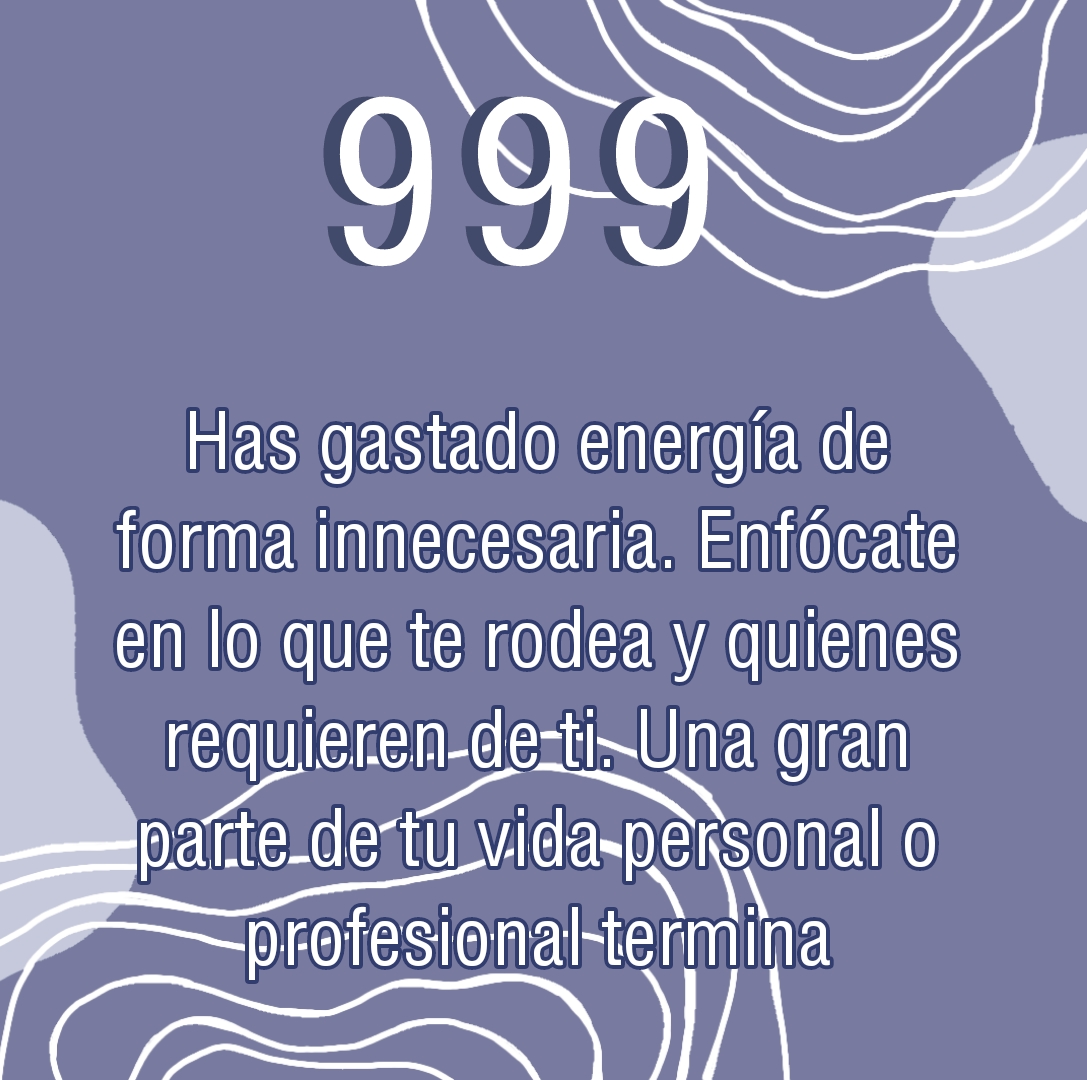 999
Has gastado energía de
forma innecesaria. Enfócate
en lo que te rodea y quienes
requieren de ti. Una gran
parte de tu vida personal o
profesional termina